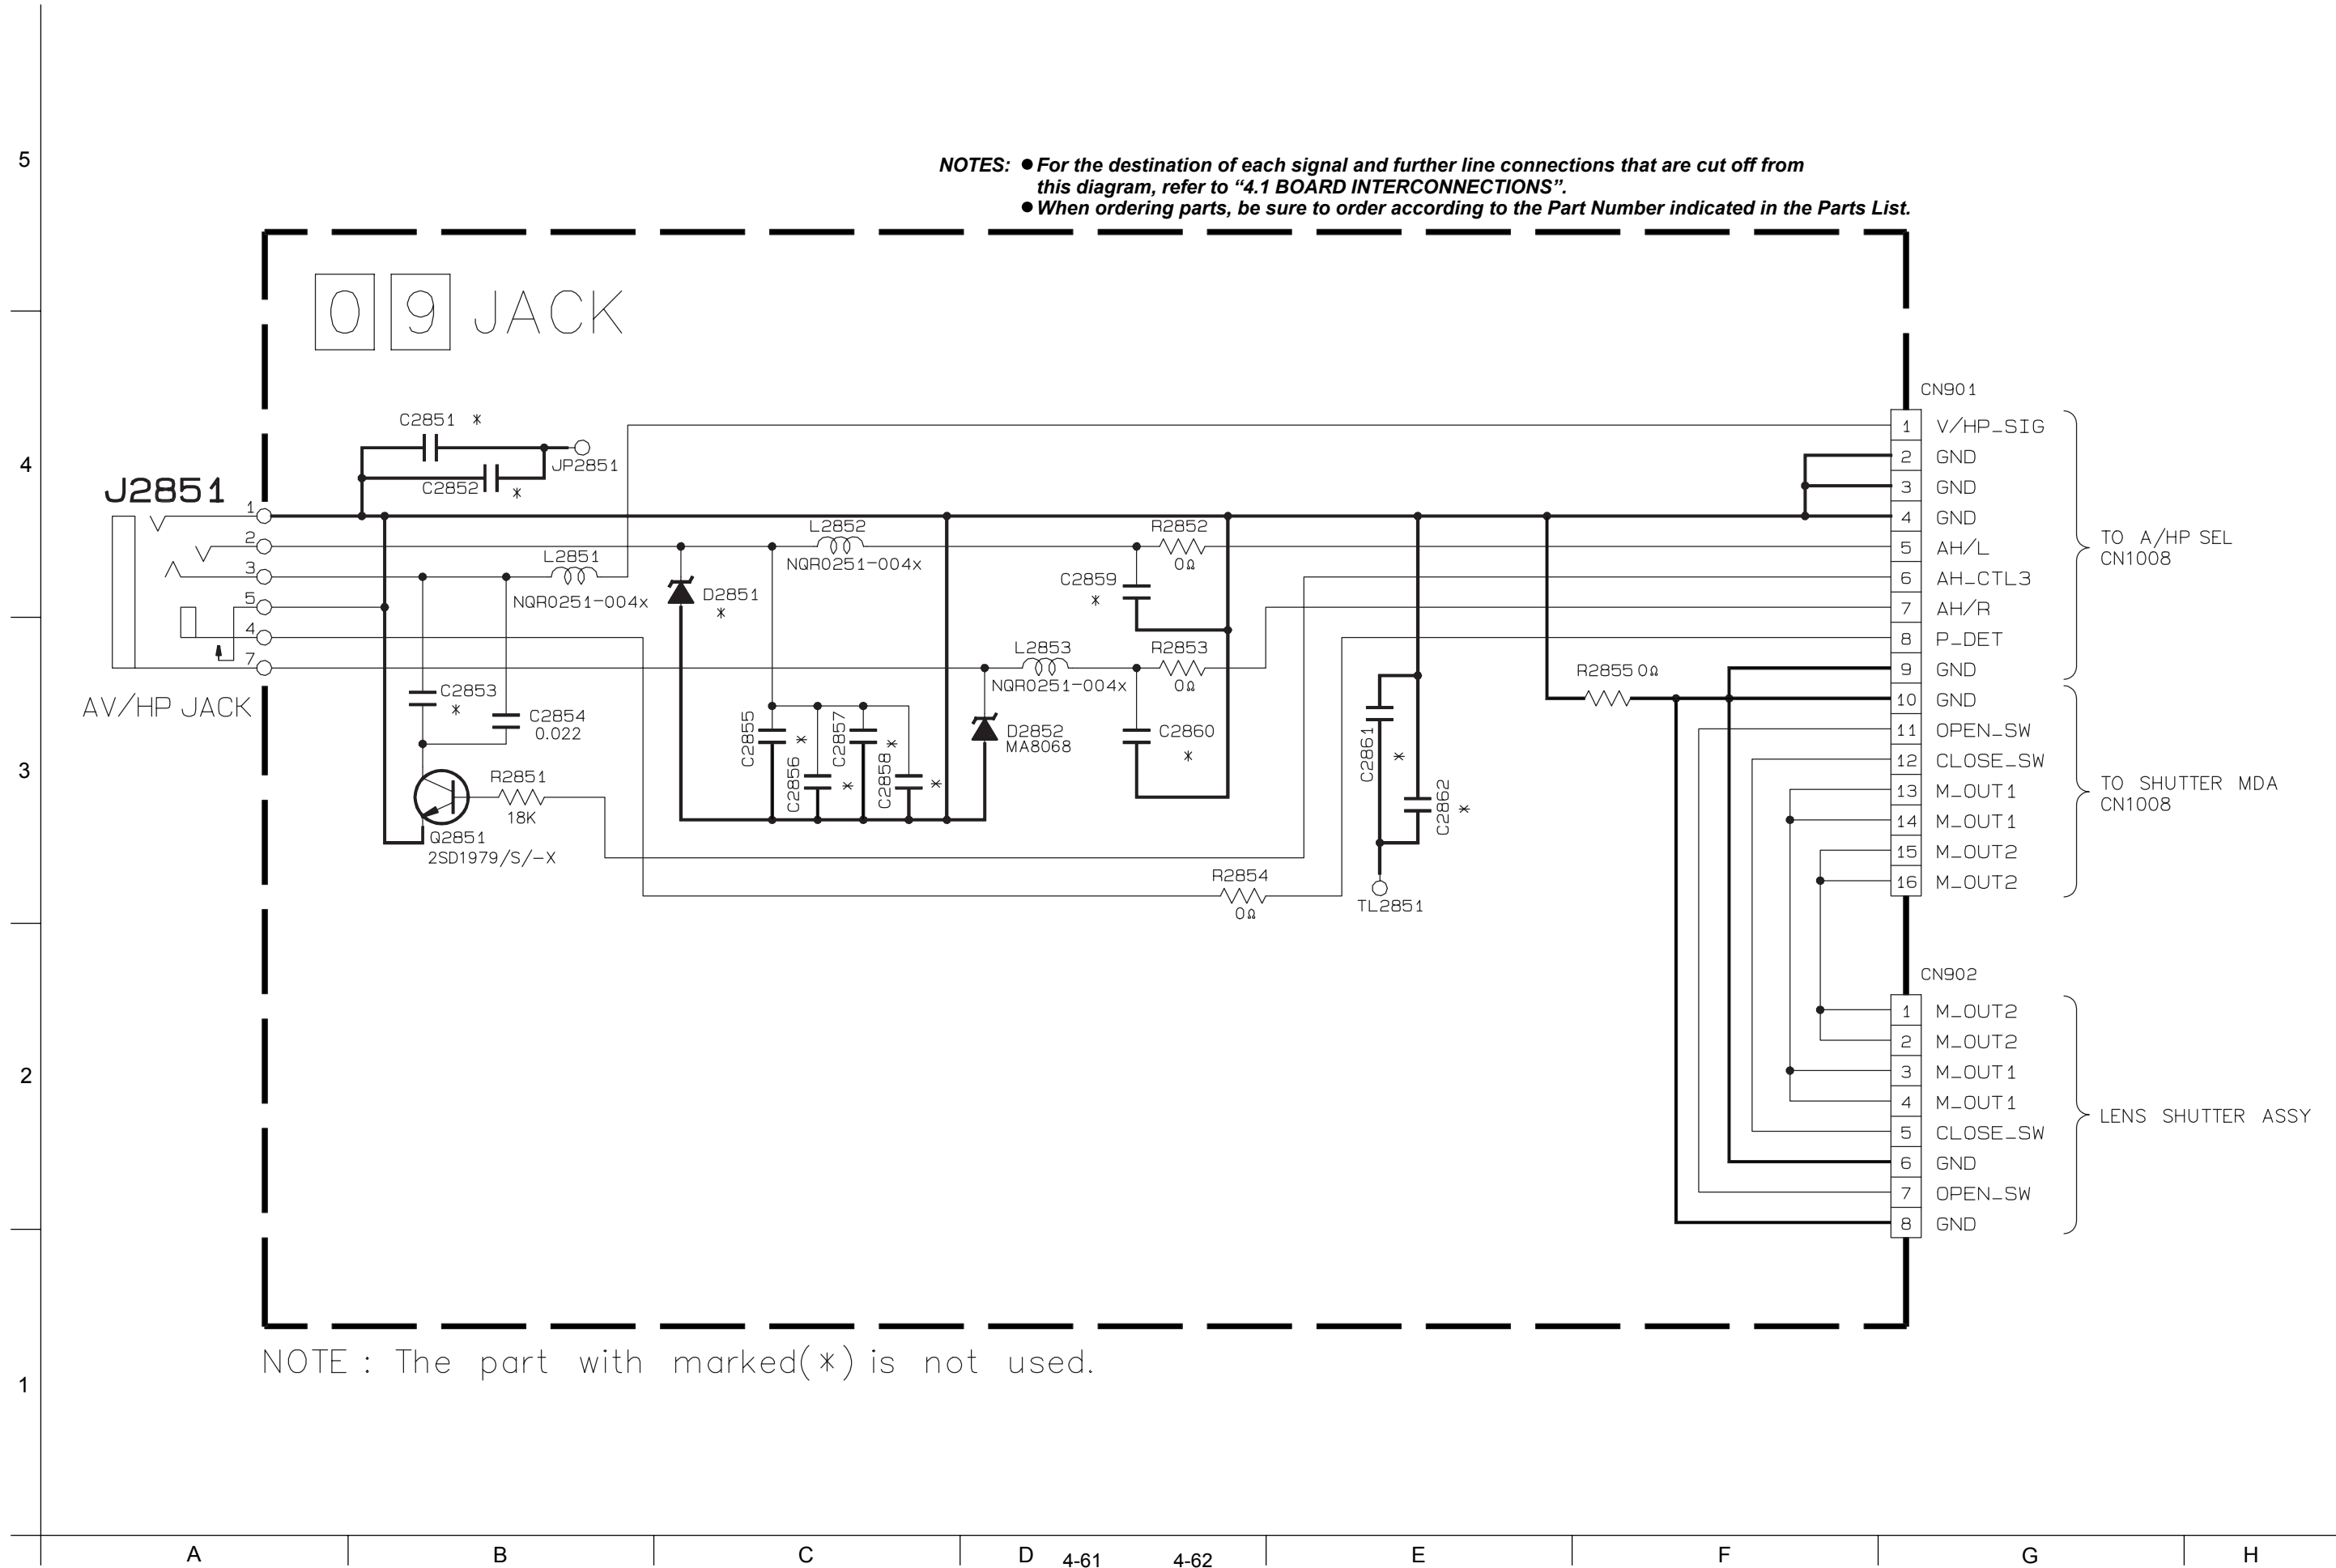 5
NOTES: ● For the destination of each signal and further line connections that are cut off from
this diagram, refer to “4.1 BOARD INTERCONNECTIONS”.
● When ordering parts, be sure to order according to the Part Number indicated in the Parts List.
0 9 JACK
CN901
C2851 *
JP2851
C2852 *
4
J2851
1
2
3
5
4
7
AV/HP JACK
L2851
NQR0251-004x
L2852
NQR0251-004x
R2852
0Ω
D2851
*
C2859
*
L2853
NQR0251-004x
R2853
0Ω
R2855 0Ω
C2853
*
C2854
0.022
C2855 *
C2856 *
C2857 *
C2858 *
D2852
MA8068
C2860
*
C2861 *
C2862 *
3
R2851
18K
Q2851
2SD1979/S/-X
R2854
0Ω
TL2851
1 V/HP_SIG
2 GND
3 GND
4 GND
5 AH/L
6 AH_CTL3
7 AH/R
8 P_DET
9 GND
10 GND
11 OPEN_SW
12 CLOSE_SW
13 M_OUT1
14 M_OUT1
15 M_OUT2
16 M_OUT2
TO A/HP SEL
CN1008
TO SHUTTER MDA
CN1008
CN902
1 M_OUT2
2 M_OUT2
3 M_OUT1
4 M_OUT1
5 CLOSE_SW
6 GND
7 OPEN_SW
8 GND
LENS SHUTTER ASSY
2
NOTE : The part with marked(*) is not used.
1
A B C D 4-61 4-62 E F G H